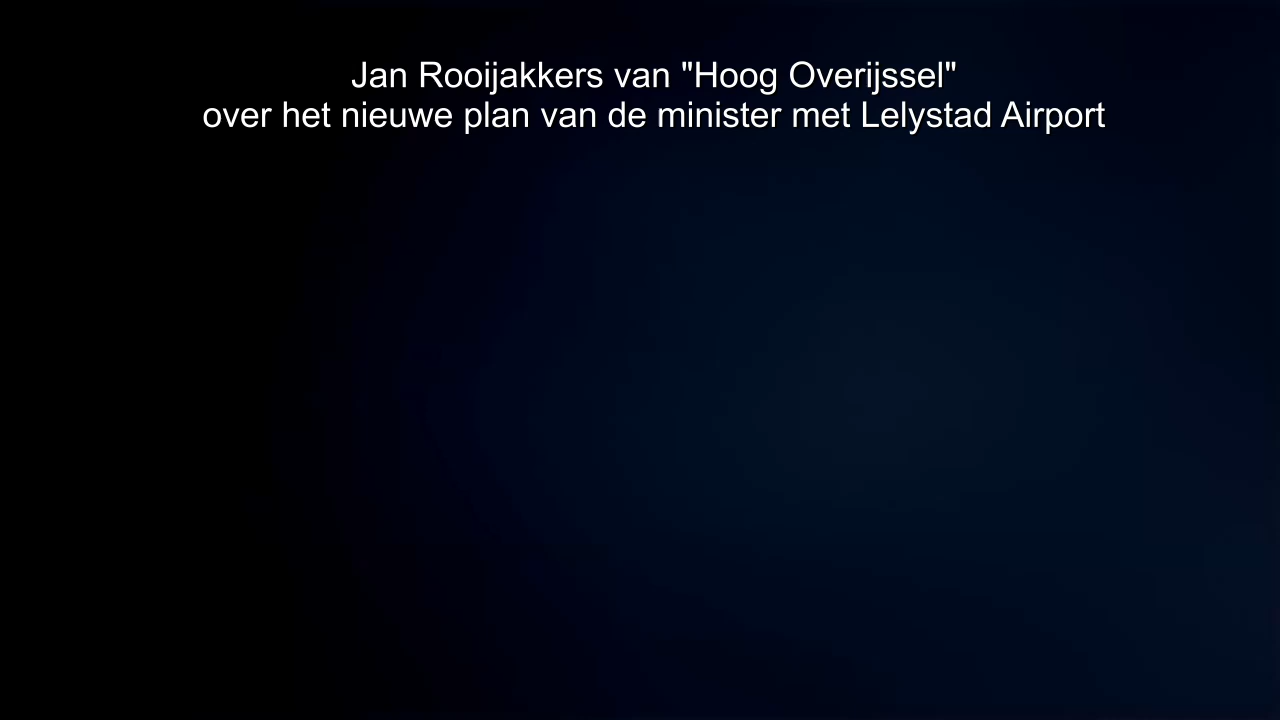 Jan Rooijakkers van "Hoog Overijssel"
over het nieuwe plan van de minister met Lelystad Airport